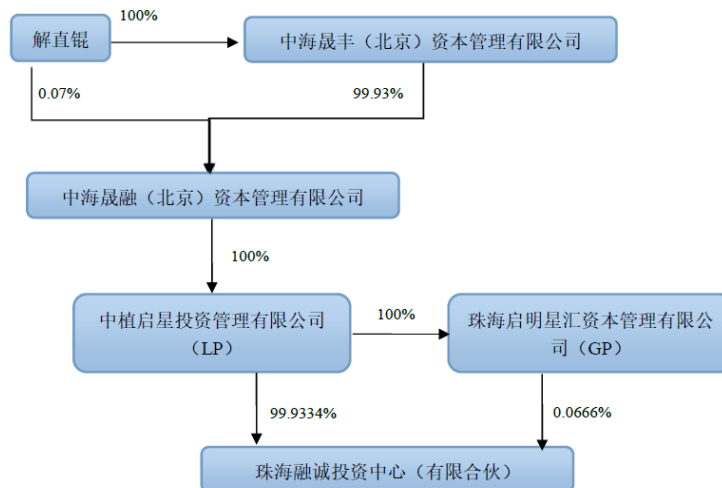 解直锟
100%
中海晟丰（北京）资本管理有限公司
0.07%
99.93%
中海晟融（北京）资本管理有限公司
100%
中植启星投资管理有限公司
（LP）
100%
珠海启明星汇资本管理有限公
司（GP）
99.9334%
0.0666%
珠海融诚投资中心（有限合伙）